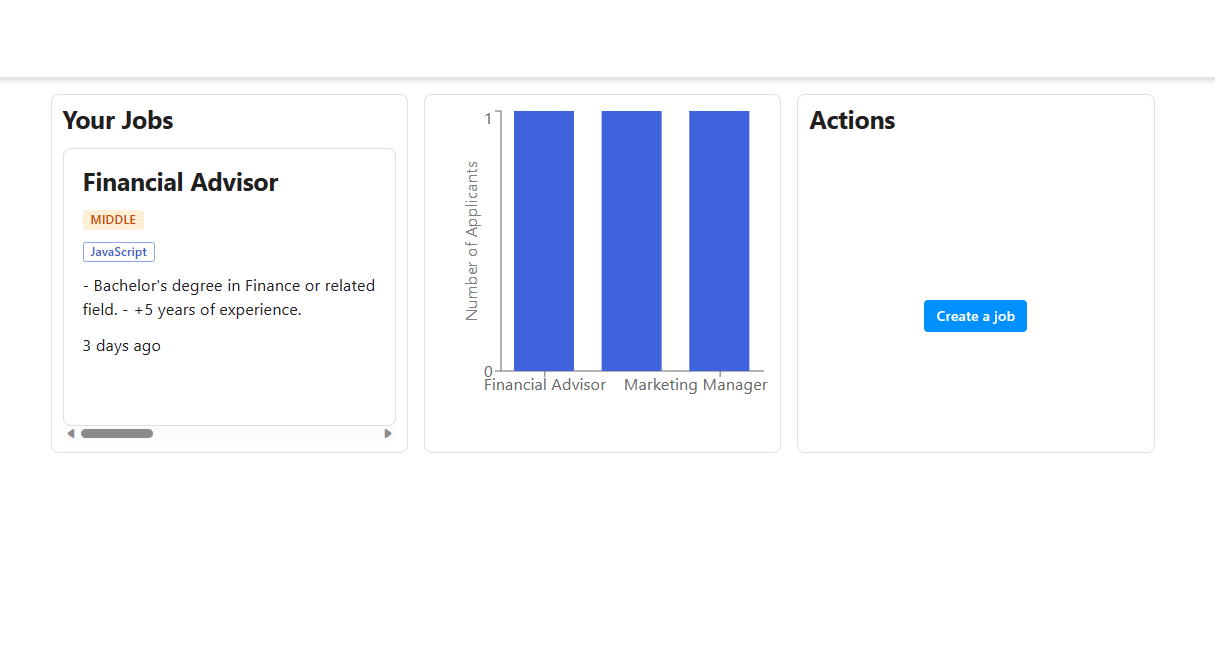 Your Jobs
Financial Advisor
MIDDLE
JavaScript
- Bachelor's degree in Finance or related
field. - +5 years of experience.
3 days ago
1
Number of Applicants
0
Financial Advisor
Marketing Manager
Actions
Create a job